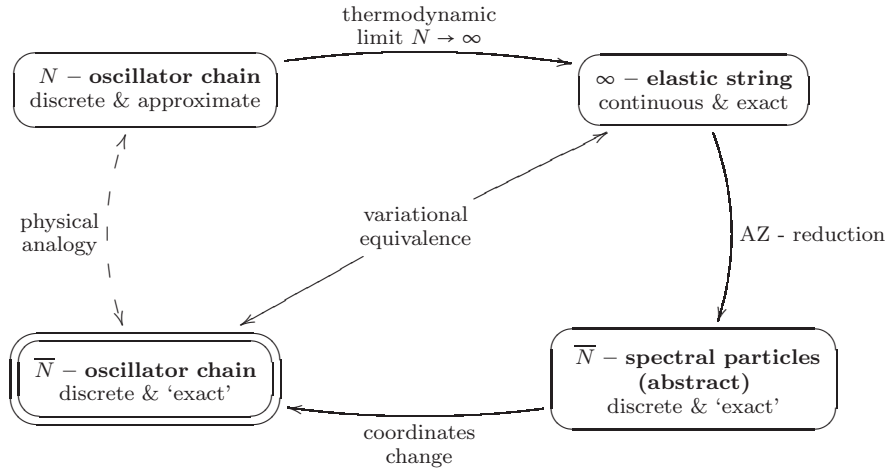 thermodynamic
limit N → ∞
N − oscillator chain
discrete & approximate
∞ − elastic string
continuous & exact
physical
analogy
variational
equivalence
AZ - reduction
N̅ − oscillator chain
discrete & ‘exact’
N̅ − spectral particles
(abstract)
discrete & ‘exact’
coordinates
change